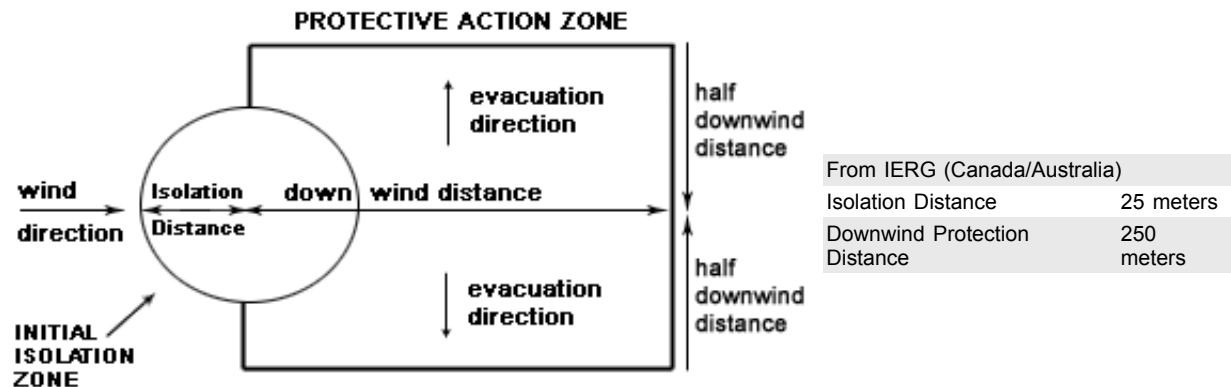 PROTECTIVE ACTION ZONE
evacuation
direction
half
downwind
distance
wind
direction
Isolation
Distance
down wind distance
evacuation
direction
half
downwind
distance
INITIAL
ISOLATION
ZONE
From IERG (Canada/Australia)
Isolation Distance 25 meters
Downwind Protection 250
Distance meters